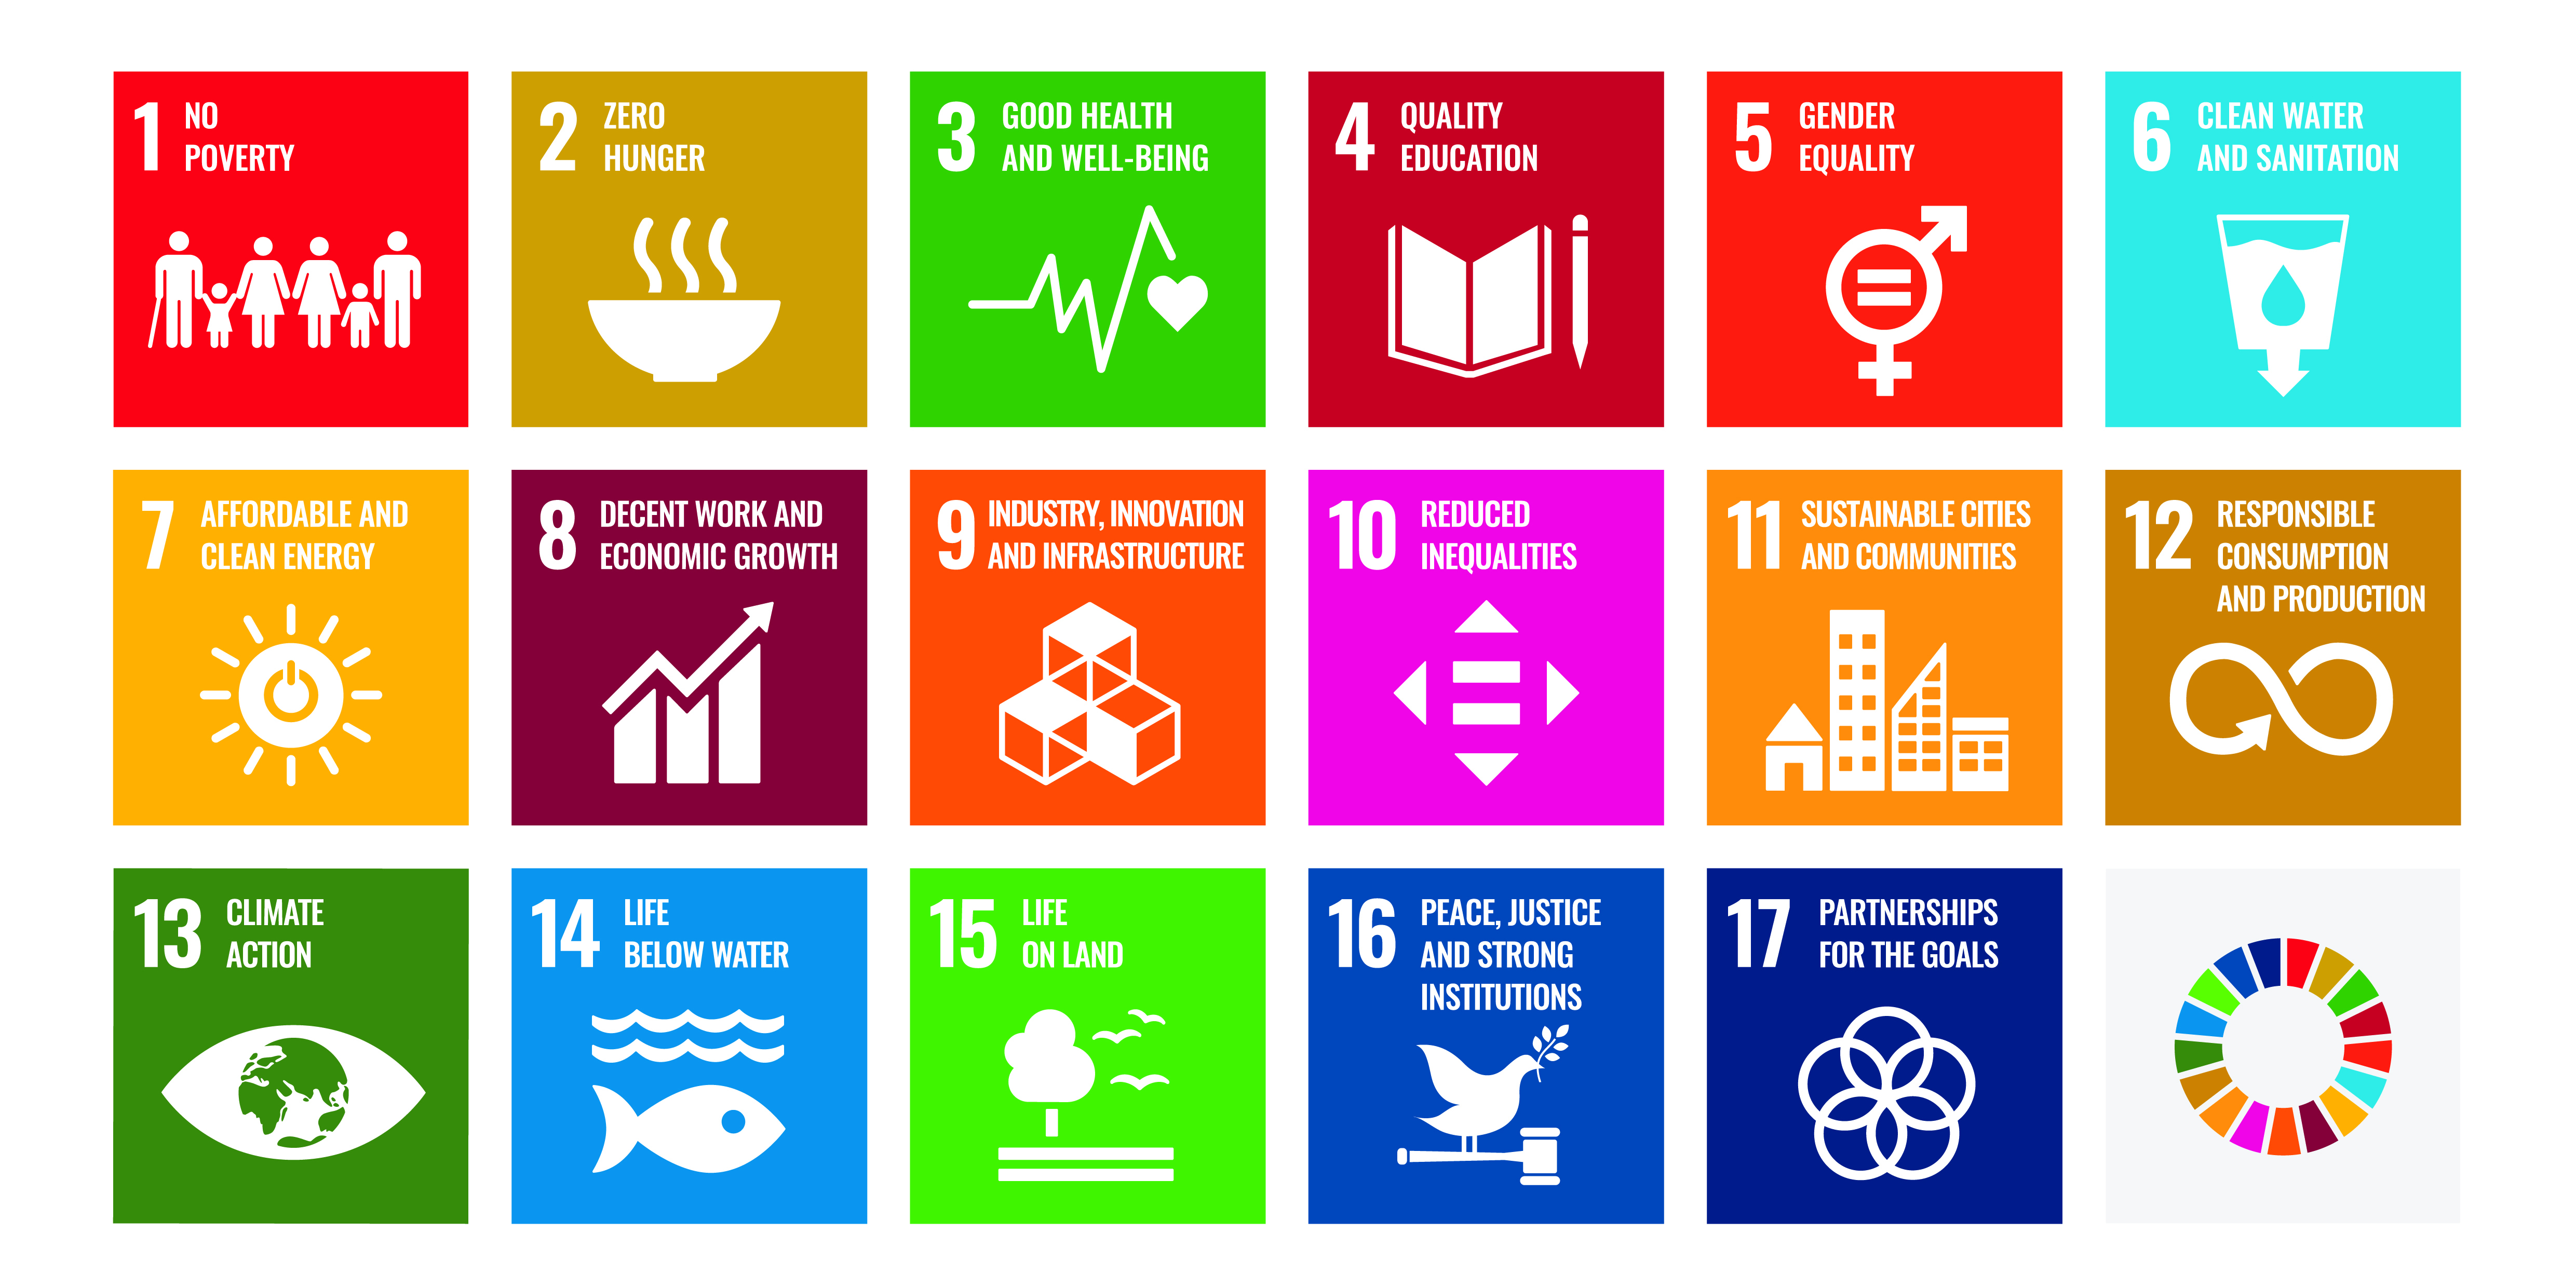 1 NO
POVERTY
2 ZERO
HUNGER
3 GOOD HEALTH
AND WELL-BEING
4 QUALITY
EDUCATION
5 GENDER
EQUALITY
6 CLEAN WATER
AND SANITATION
7 AFFORDABLE AND
CLEAN ENERGY
8 DECENT WORK AND
ECONOMIC GROWTH
9 INDUSTRY, INNOVATION
AND INFRASTRUCTURE
10 REDUCED
INEQUALITIES
11 SUSTAINABLE CITIES
AND COMMUNITIES
12 RESPONSIBLE
CONSUMPTION
AND PRODUCTION
13 CLIMATE
ACTION
14 LIFE
BELOW WATER
15 LIFE
ON LAND
16 PEACE, JUSTICE
AND STRONG
INSTITUTIONS
17 PARTNERSHIPS
FOR THE GOALS